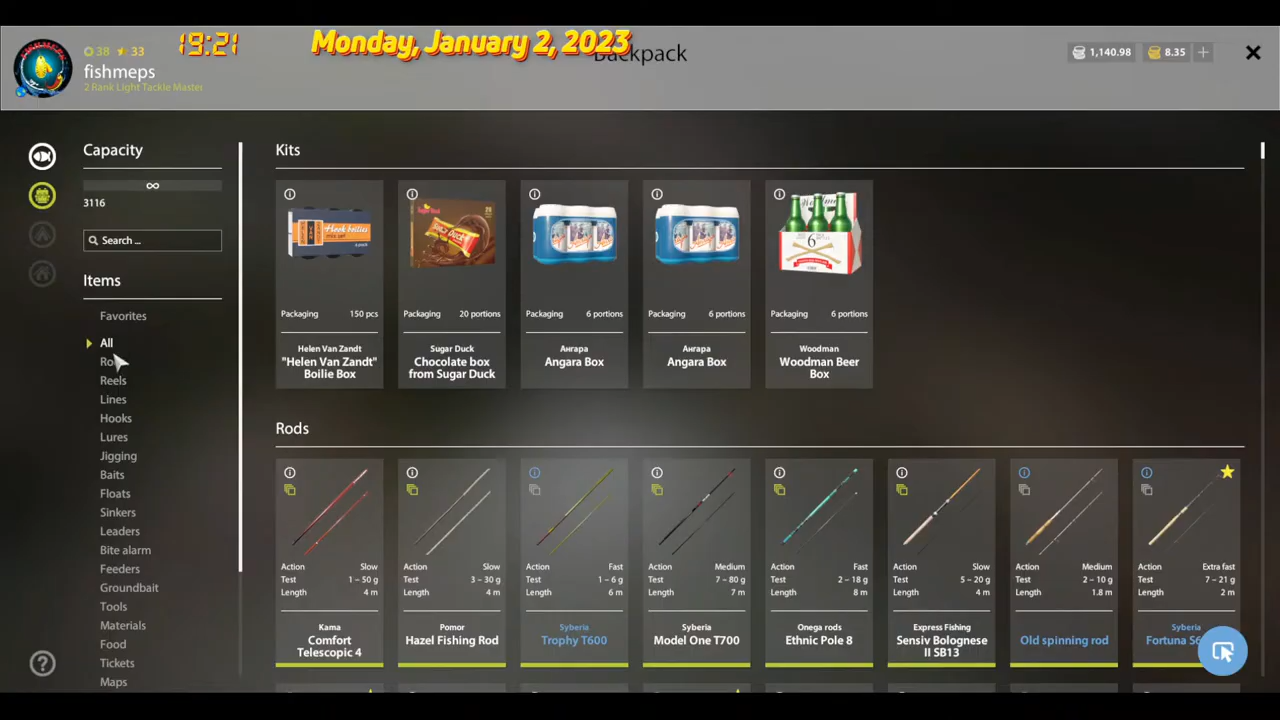 38 33
19:21
Monday, January 2, 2023
Backpack
1,140.98 8.35 +
fishmeps
2 Rank Light Tackle Master
Capacity
∞
3116
Search ...
Items
Favorites
All
Reels
Lines
Hooks
Lures
Jigging
Baits
Floats
Sinkers
Leaders
Bite alarm
Feeders
Groundbait
Tools
Materials
Food
Tickets
Maps
Kits
Packaging 150 pcs
Helen Van Zandt
"Helen Van Zandt"
Boilie Box
Packaging 20 portions
Sugar Duck
Chocolate box
from Sugar Duck
Packaging 6 portions
Ангара
Angara Box
Packaging 6 portions
Ангара
Angara Box
Packaging 6 portions
Woodman
Woodman Beer
Box
Rods
Action Slow
Test 1 – 50 g
Length 4 m
Kama
Comfort
Telescopic 4
Action Slow
Test 3 – 30 g
Length 4 m
Pomor
Hazel Fishing Rod
Action Fast
Test 1 – 6 g
Length 6 m
Syberia
Trophy T600
Action Medium
Test 7 – 80 g
Length 7 m
Syberia
Model One T700
Action Fast
Test 2 – 18 g
Length 8 m
Onega rods
Ethnic Pole 8
Action Slow
Test 5 – 20 g
Length 4 m
Express Fishing
Sensiv Bolognese
II SB13
Action Medium
Test 2 – 10 g
Length 1.8 m
Old spinning rod
Action Extra fast
Test 7 – 21 g
Length 2 m
Syberia
Fortuna